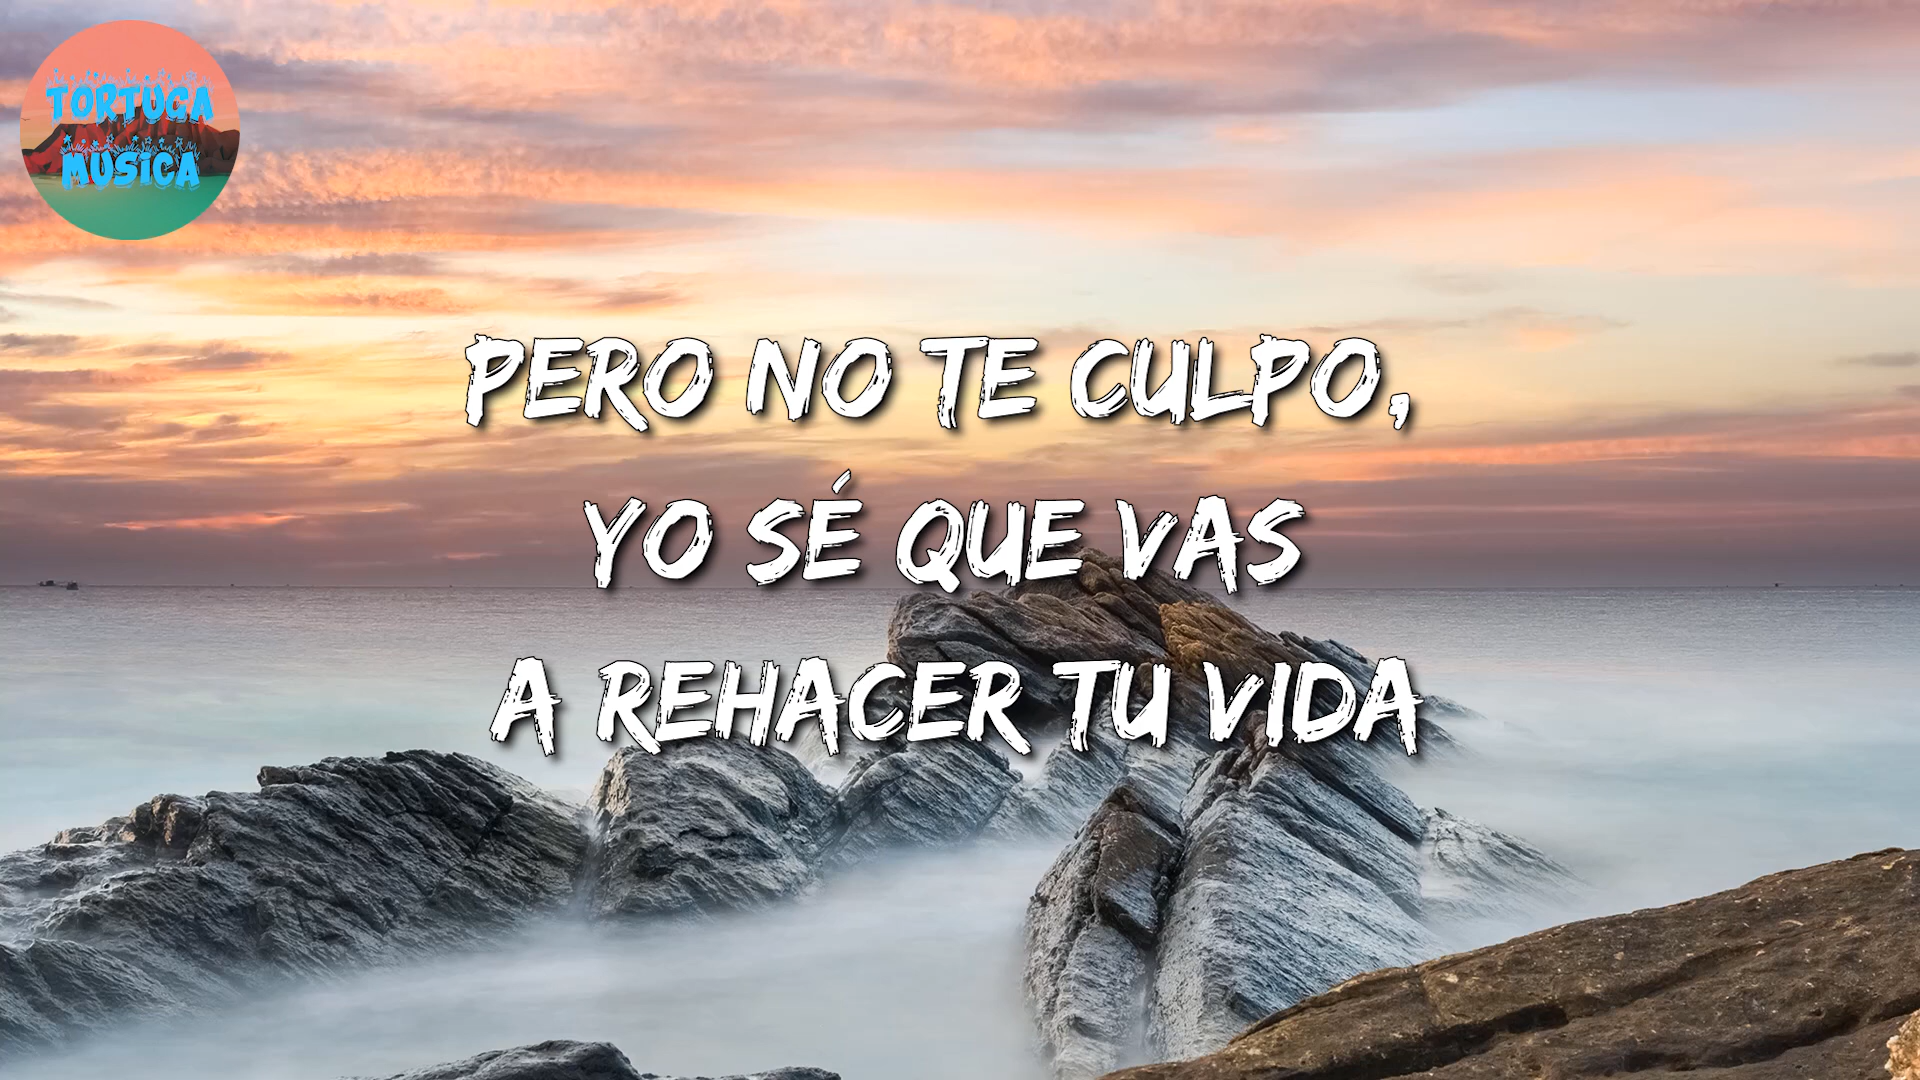 TORTUGA
MUSICA
PERO NO TE CULPO,
YO SÉ QUE VAS
A REHACER TU VIDA